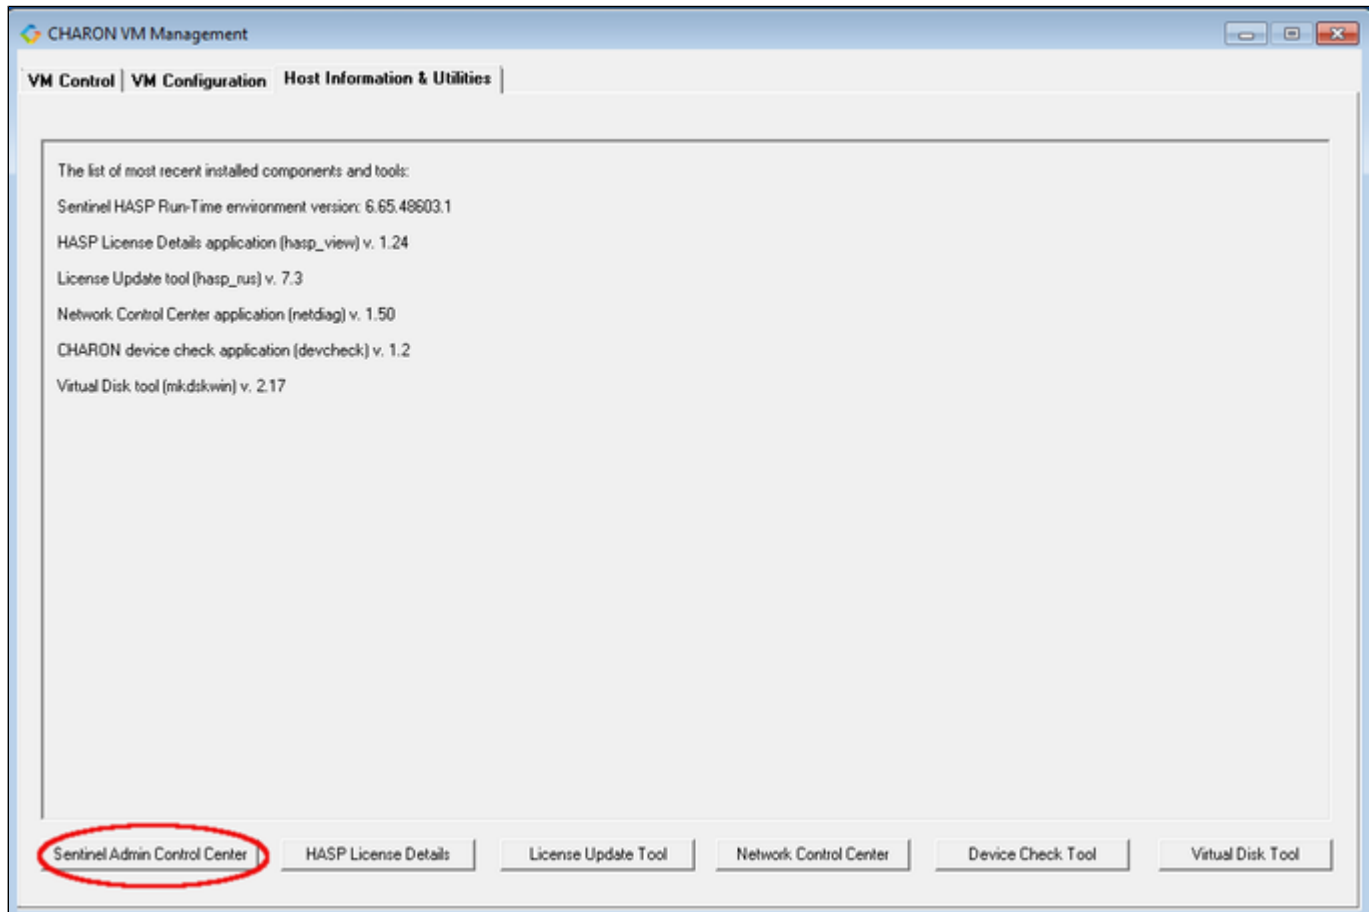 CHARON VM Management
VM Control VM Configuration Host Information & Utilities
The list of most recent installed components and tools:
Sentinel HASP Run-Time environment version: 6.65.48603.1
HASP License Details application (hasp_view) v. 1.24
License Update tool (hasp_rus) v. 7.3
Network Control Center application (netdiag) v. 1.50
CHARON device check application (devcheck) v. 1.2
Virtual Disk tool (mkdskwin) v. 2.17
Sentinel Admin Control Center HASP License Details License Update Tool Network Control Center Device Check Tool Virtual Disk Tool